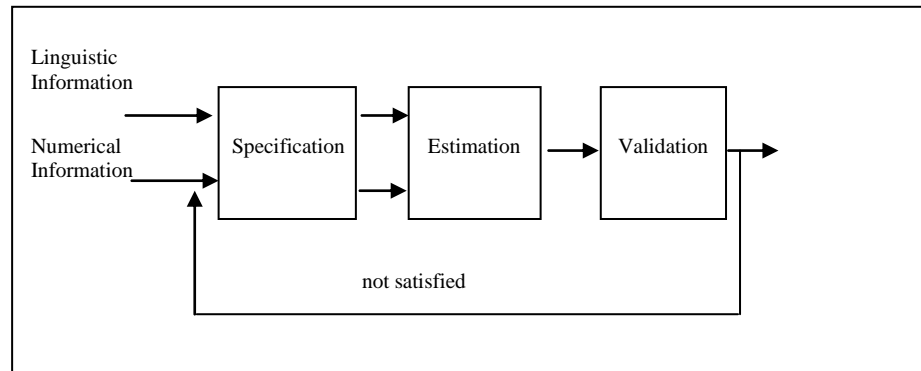 Linguistic
Information
Numerical
Information
Specification
Estimation
Validation
not satisfied